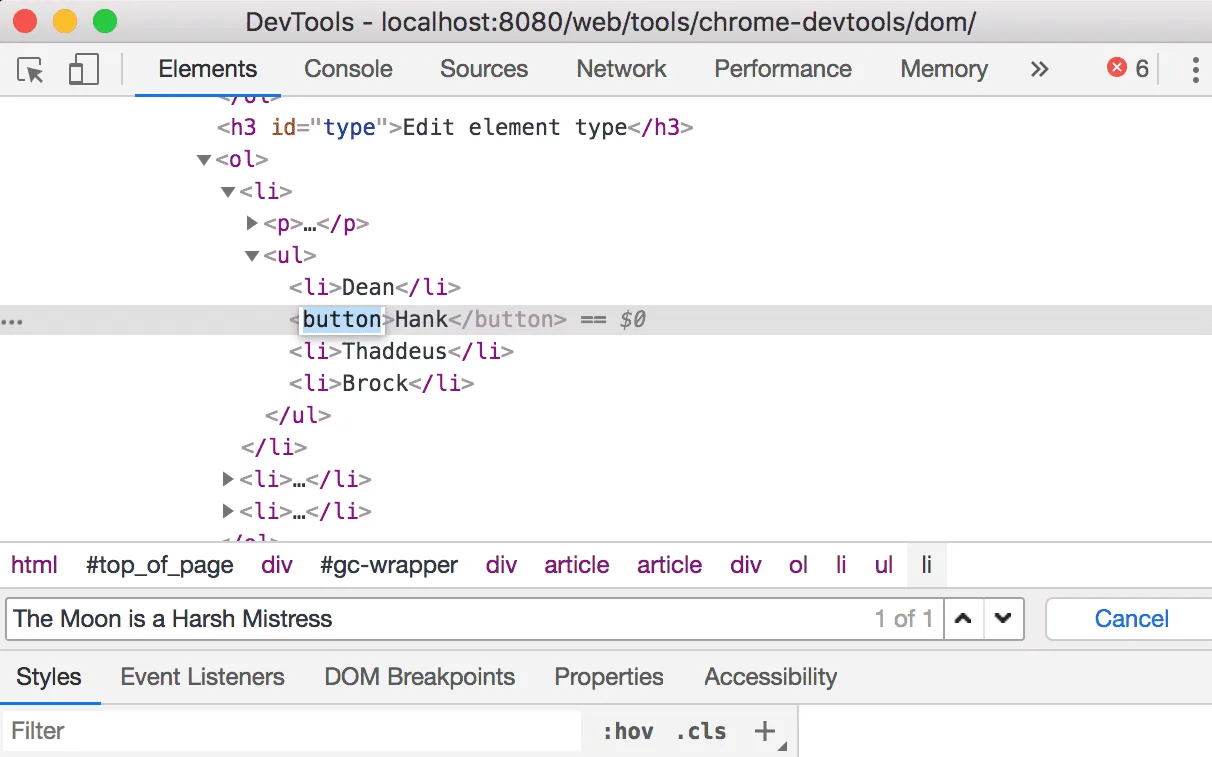 DevTools - localhost:8080/web/tools/chrome-devtools/dom/
Elements Console Sources Network Performance Memory » 6
</ol>
<h3 id="type">Edit element type</h3>
<ol>
<li>
<p>…</p>
<ul>
<li>Dean</li>
<button>Hank</button> == $0
<li>Thaddeus</li>
<li>Brock</li>
</ul>
</li>
<li>…</li>
<li>…</li>
</ol>
html #top_of_page div #gc-wrapper div article article div ol li ul li
The Moon is a Harsh Mistress 1 of 1 Cancel
Styles Event Listeners DOM Breakpoints Properties Accessibility
Filter :hov .cls +